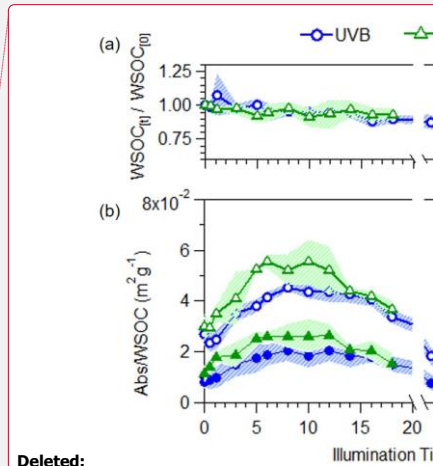 (a)
UVB
WSOC[t] / WSOC[0]
1.25
1.00
0.75
(b)
Abs/WSOC (m² g⁻¹)
8x10⁻²
6
4
2
0
0
5
10
15
20
Illumination Ti
Deleted: